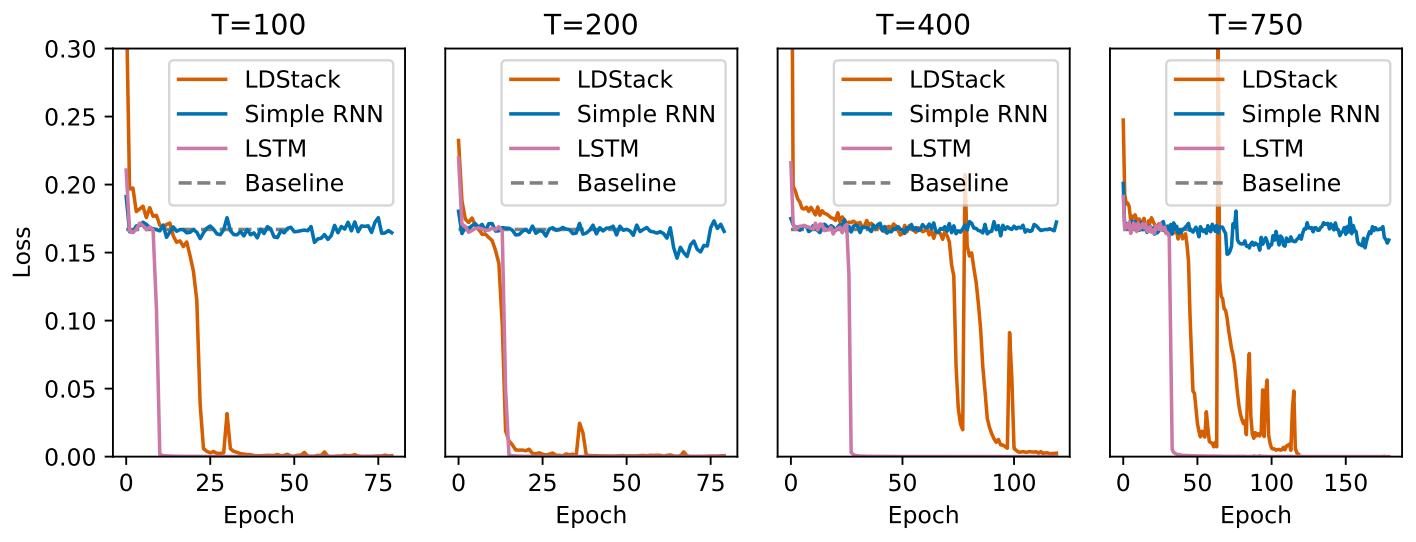 T=100
T=200
T=400
T=750
0.30
0.25
0.20
0.15
0.10
0.05
0.00
Loss
LDStack
Simple RNN
LSTM
Baseline
LDStack
Simple RNN
LSTM
Baseline
LDStack
Simple RNN
LSTM
Baseline
LDStack
Simple RNN
LSTM
Baseline
0 25 50 75
0 25 50 75
0 50 100
0 50 100 150
Epoch
Epoch
Epoch
Epoch